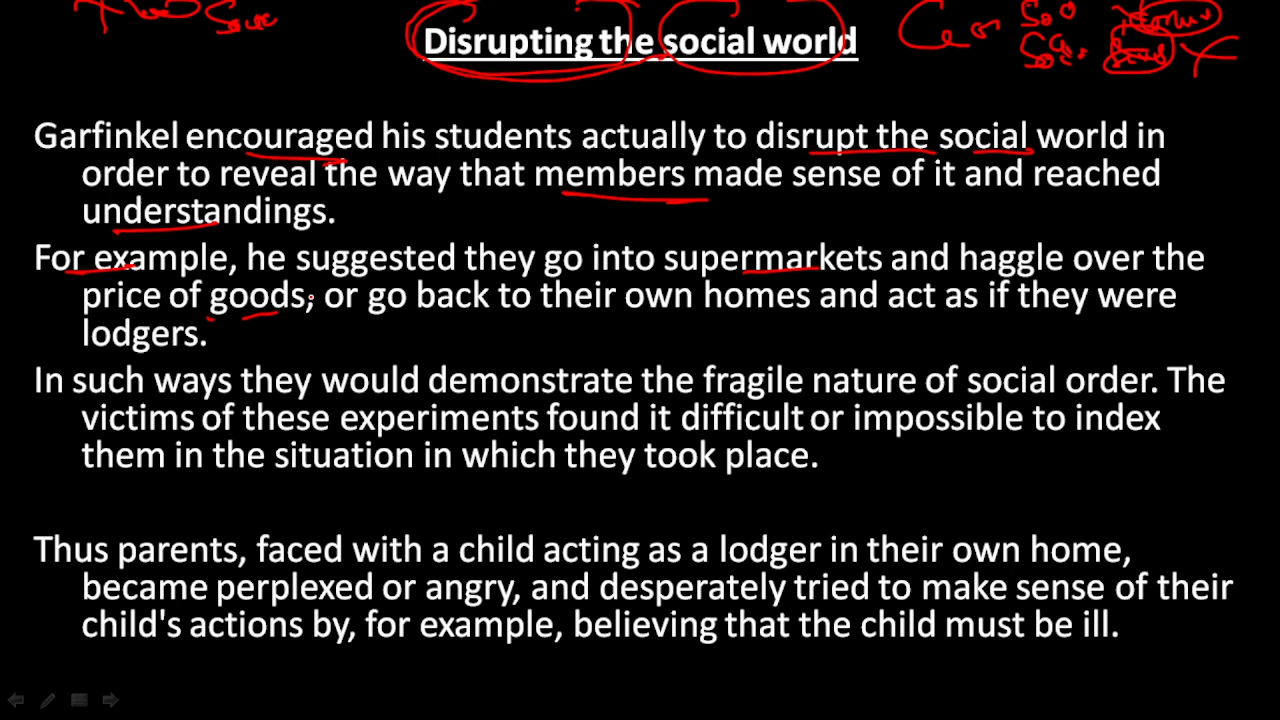 Disrupting the social world
Garfinkel encouraged his students actually to disrupt the social world in
order to reveal the way that members made sense of it and reached
understandings.
For example, he suggested they go into supermarkets and haggle over the
price of goods, or go back to their own homes and act as if they were
lodgers.
In such ways they would demonstrate the fragile nature of social order. The
victims of these experiments found it difficult or impossible to index
them in the situation in which they took place.
Thus parents, faced with a child acting as a lodger in their own home,
became perplexed or angry, and desperately tried to make sense of their
child's actions by, for example, believing that the child must be ill.